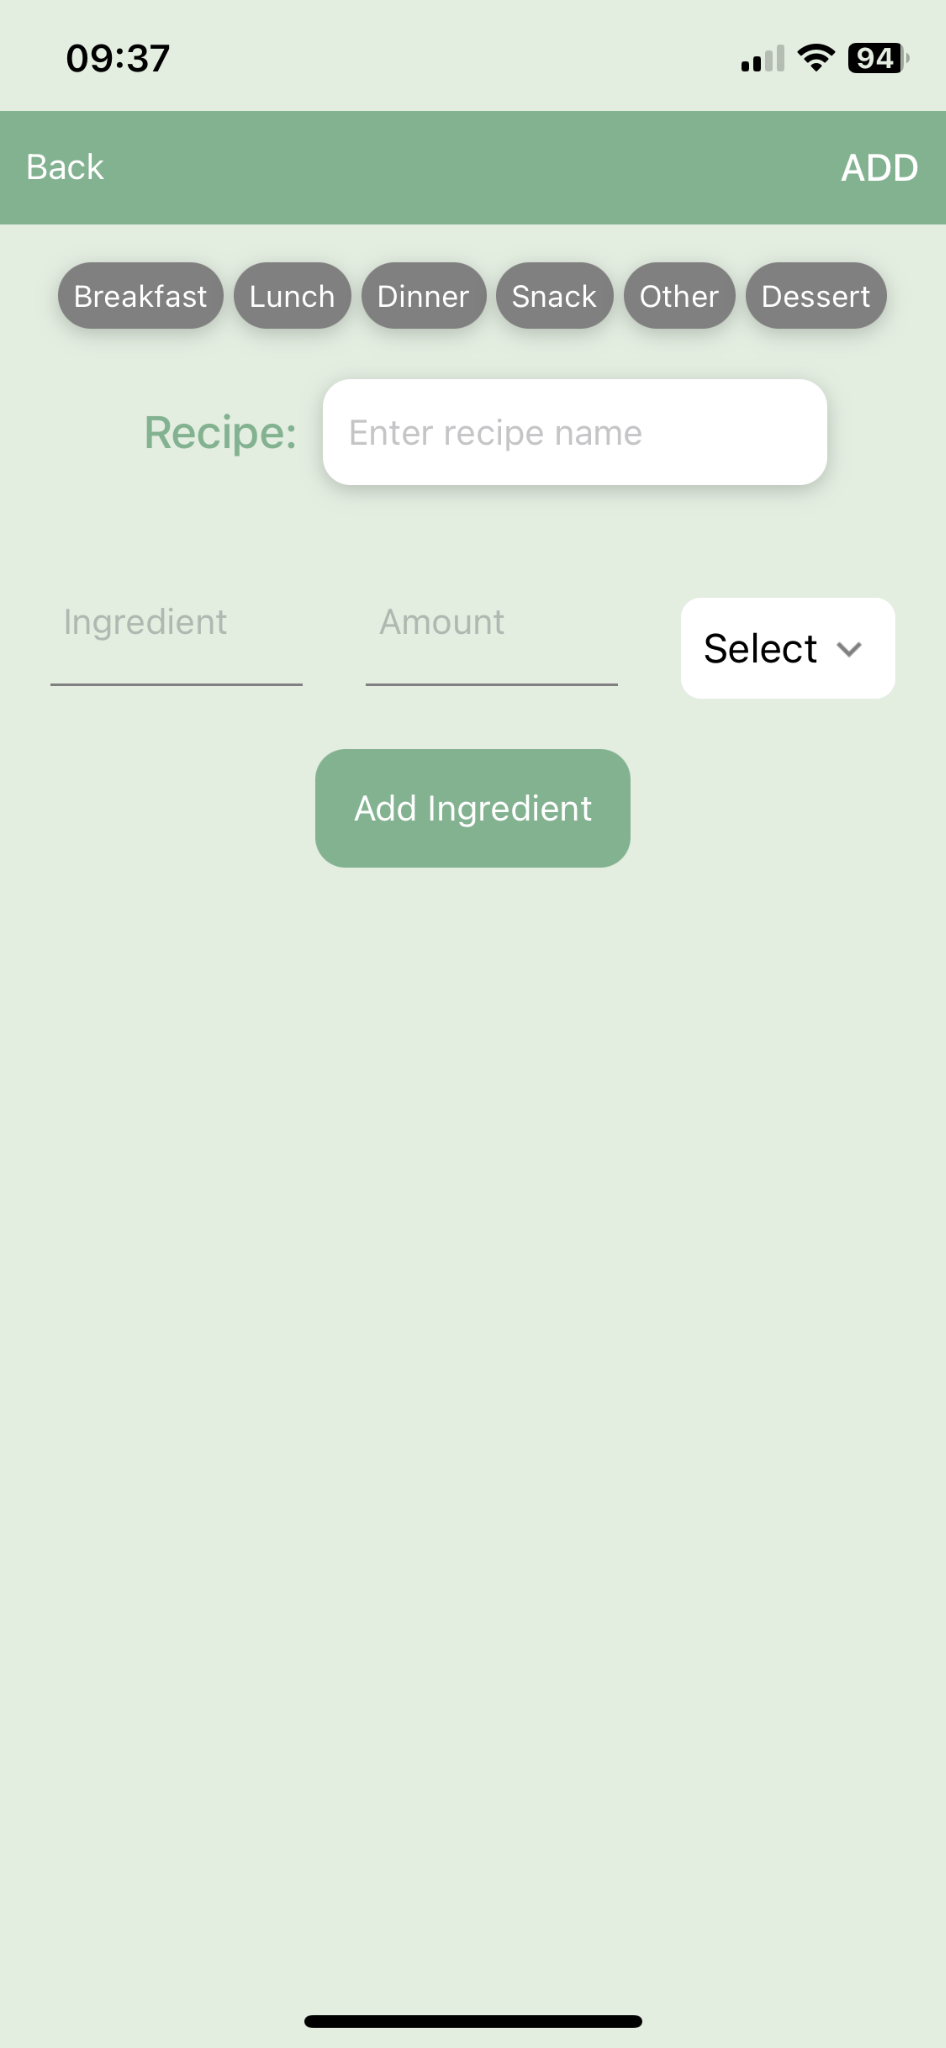 09:37 94
Back ADD
Breakfast Lunch Dinner Snack Other Dessert
Recipe: Enter recipe name
Ingredient Amount Select
Add Ingredient